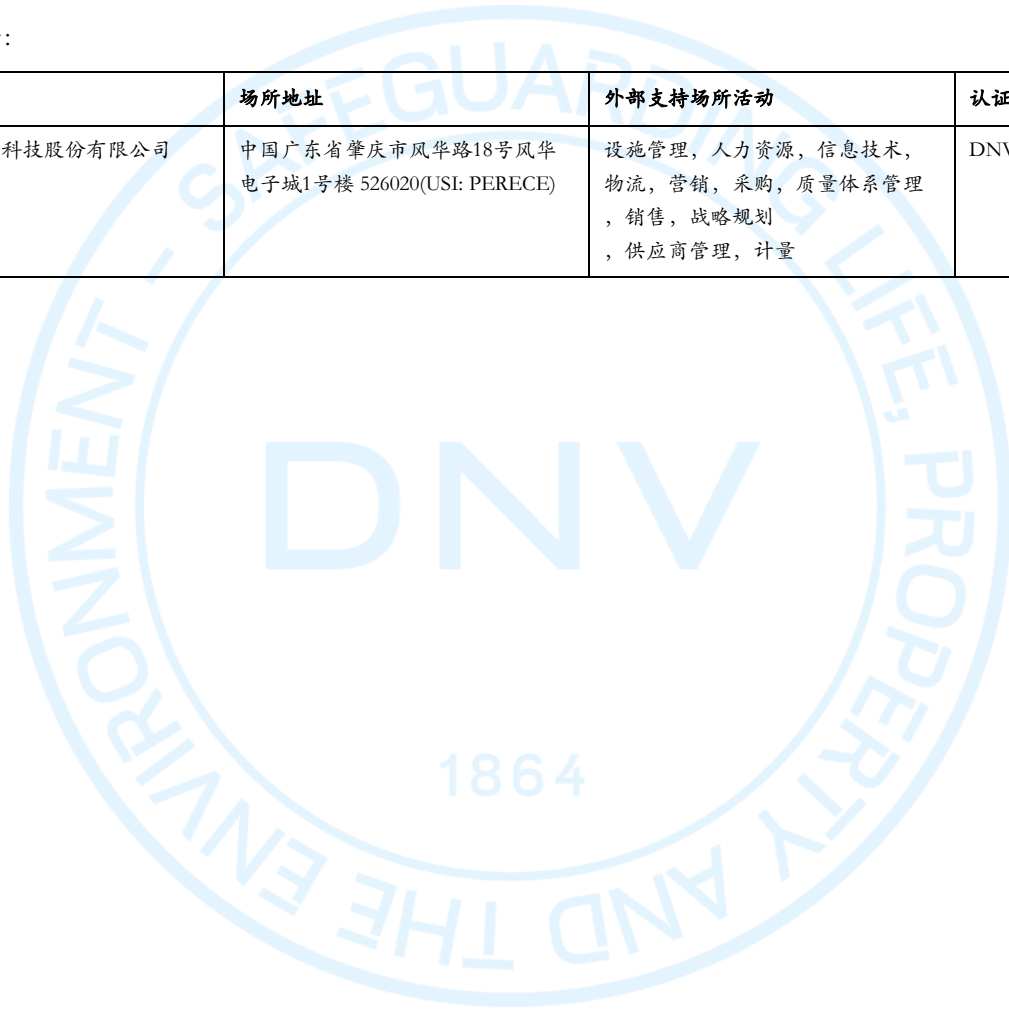 :
场所地址 外部支持场所活动 认证
科技股份有限公司 中国广东省肇庆市风华路18号风华 设施管理，人力资源，信息技术， DNV
电子城1号楼 526020(USI: PERECE) 物流，营销，采购，质量体系管理
，销售，战略规划
，供应商管理，计量
SAFEGUARDING LIFE, PROPERTY AND THE ENVIRONMENT -
DNV
1864